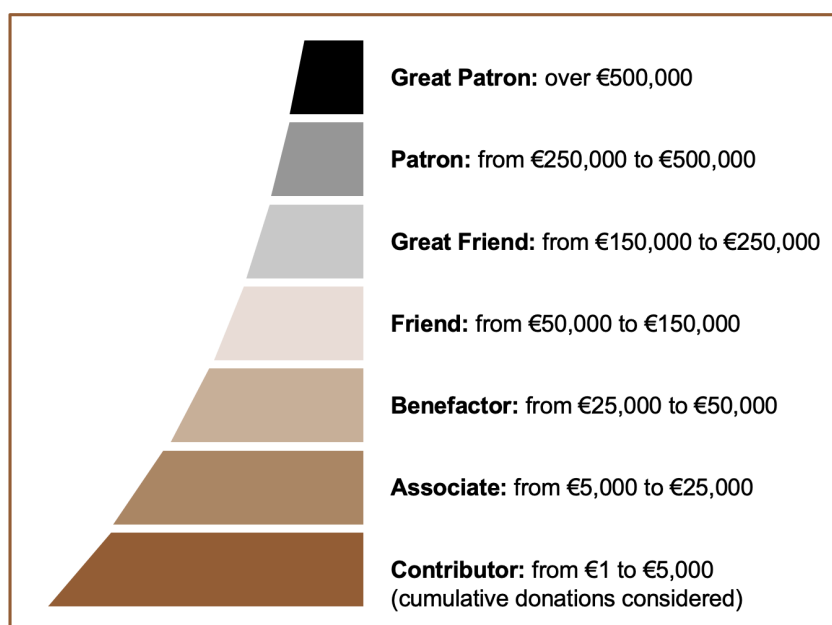 Great Patron: over €500,000
Patron: from €250,000 to €500,000
Great Friend: from €150,000 to €250,000
Friend: from €50,000 to €150,000
Benefactor: from €25,000 to €50,000
Associate: from €5,000 to €25,000
Contributor: from €1 to €5,000
(cumulative donations considered)